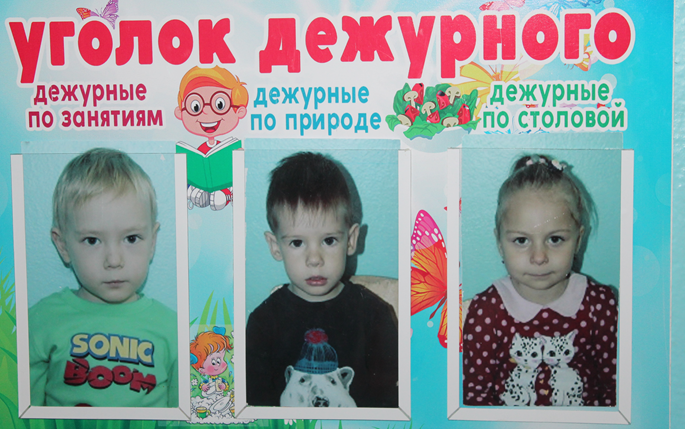 уголок дежурного
дежурные
по занятиям
дежурные
по природе
дежурные
по столовой
SONIC
BOOM